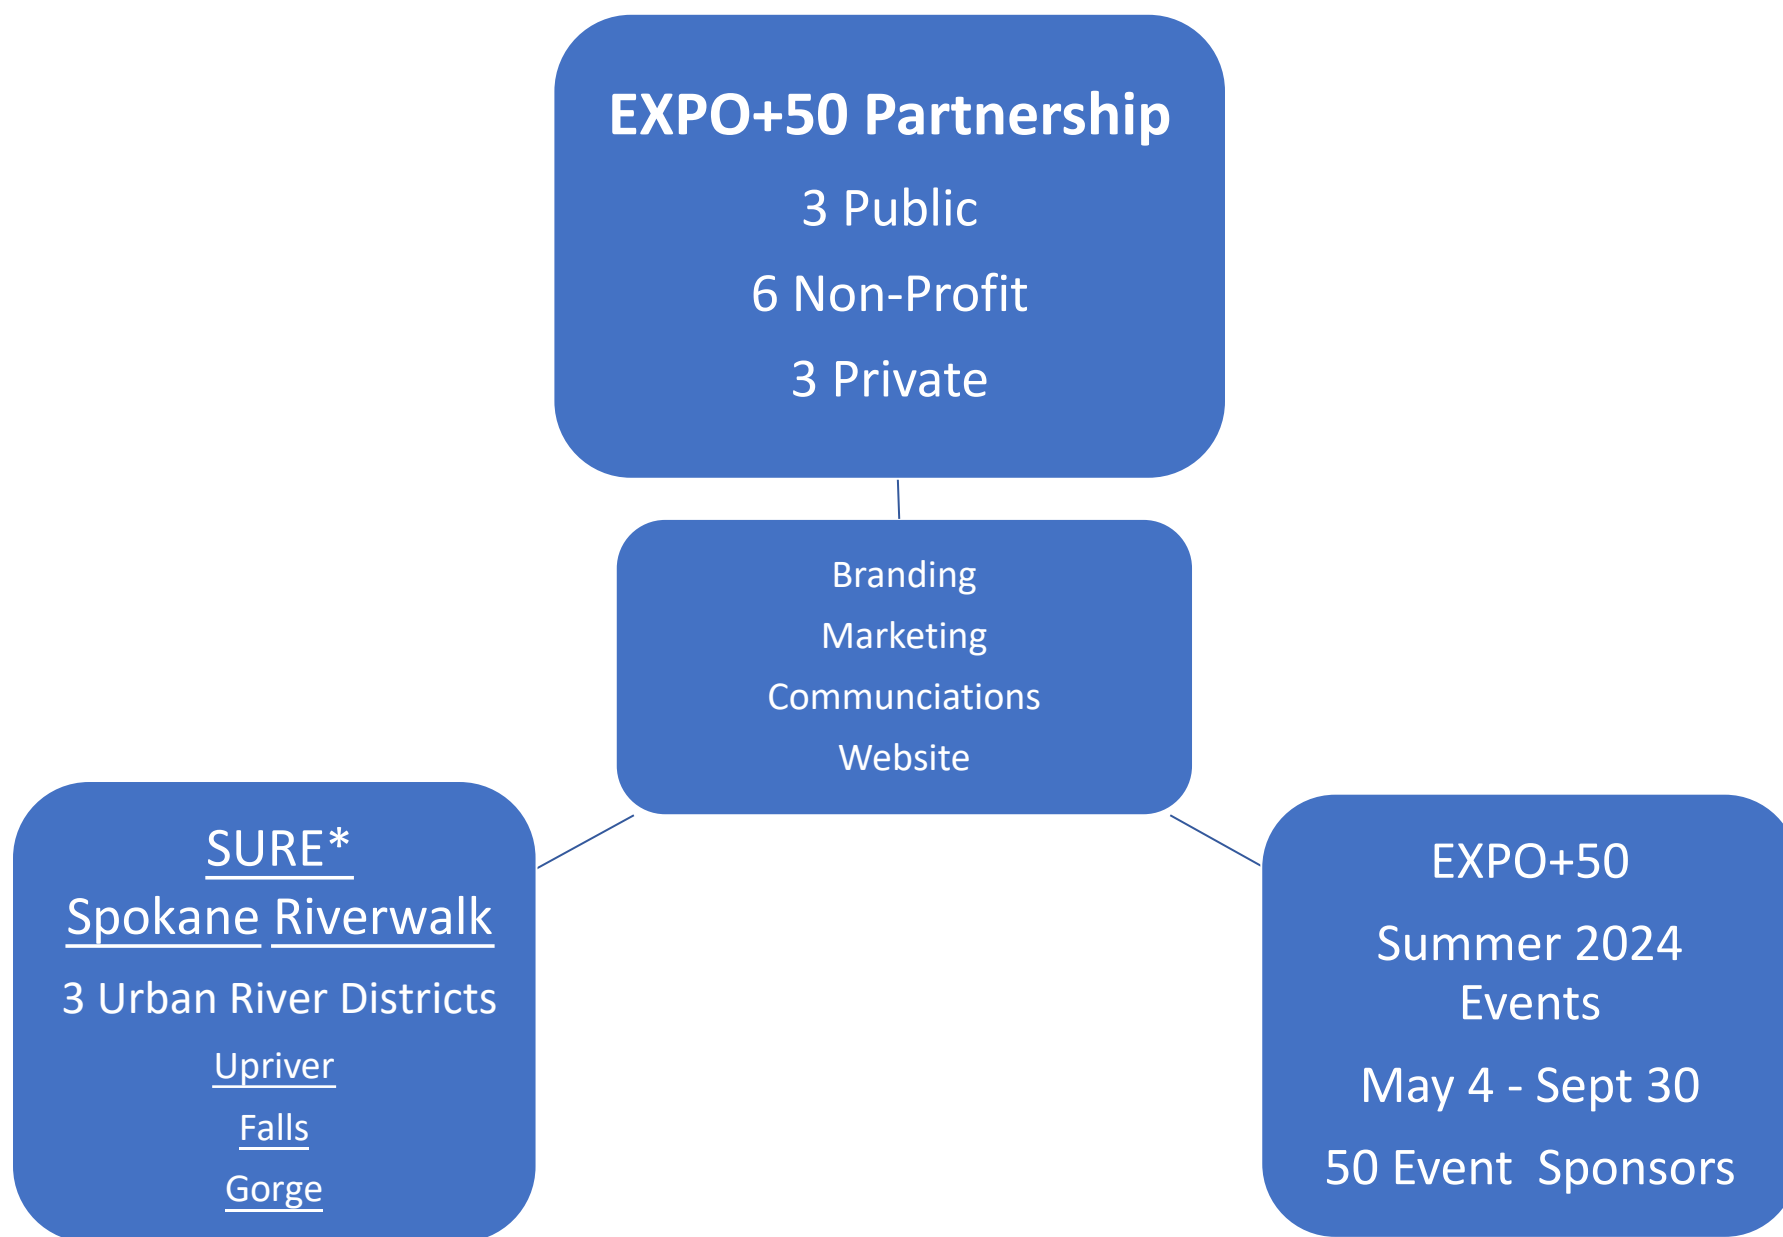 EXPO+50 Partnership
3 Public
6 Non-Profit
3 Private
Branding
Marketing
Communciations
Website
SURE*
Spokane Riverwalk
3 Urban River Districts
Upriver
Falls
Gorge
EXPO+50
Summer 2024
Events
May 4 - Sept 30
50 Event  Sponsors